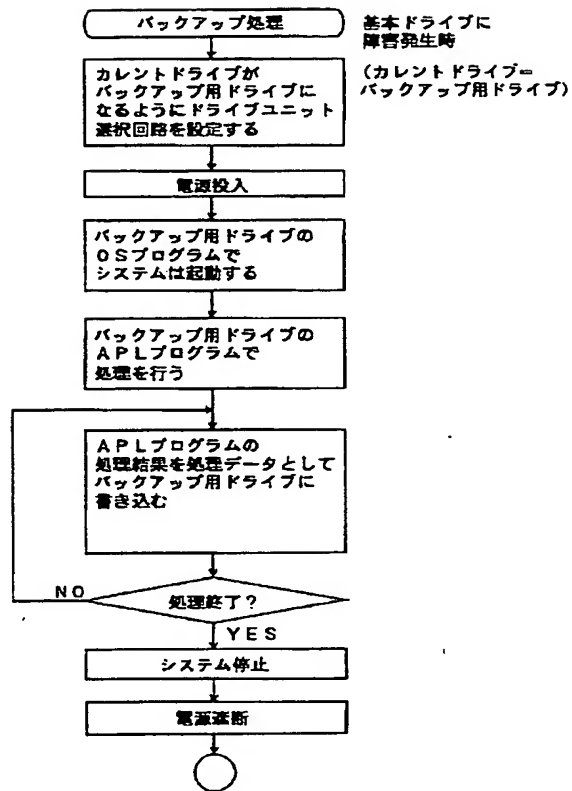 バックアップ処理
基本ドライブに
障害発生時
(カレントドライブ=
バックアップ用ドライブ)
カレントドライブが
バックアップ用ドライブに
なるようにドライブユニット
選択回路を設定する
電源投入
バックアップ用ドライブの
OSプログラムで
システムは起動する
バックアップ用ドライブの
APLプログラムで
処理を行う
APLプログラムの
処理結果を処理データとして
バックアップ用ドライブに
書き込む
NO
処理終了?
YES
システム停止
電源遮断